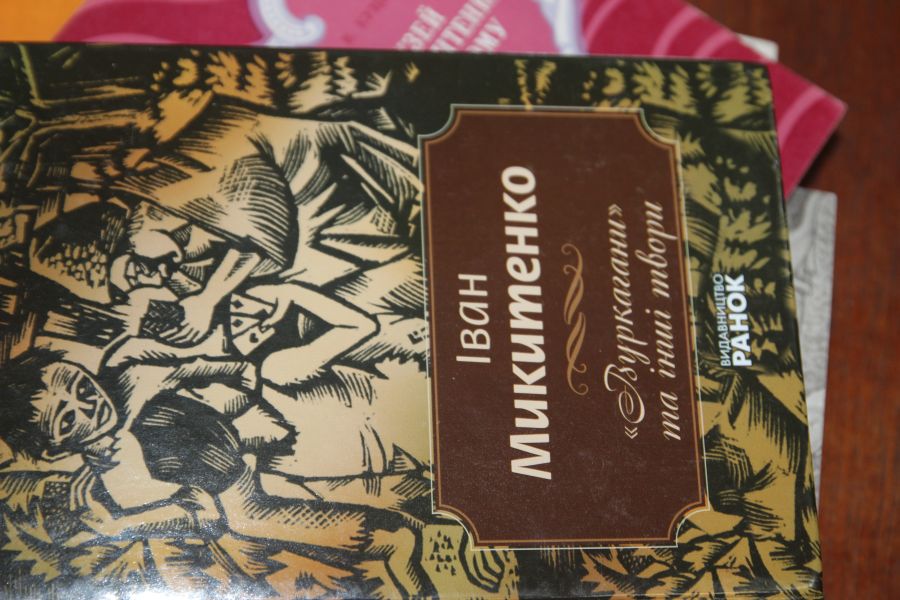 Іван
Микитенко
«Вуркагани»
та інші твори
ВИДАВНИЦТВО
РАНОК